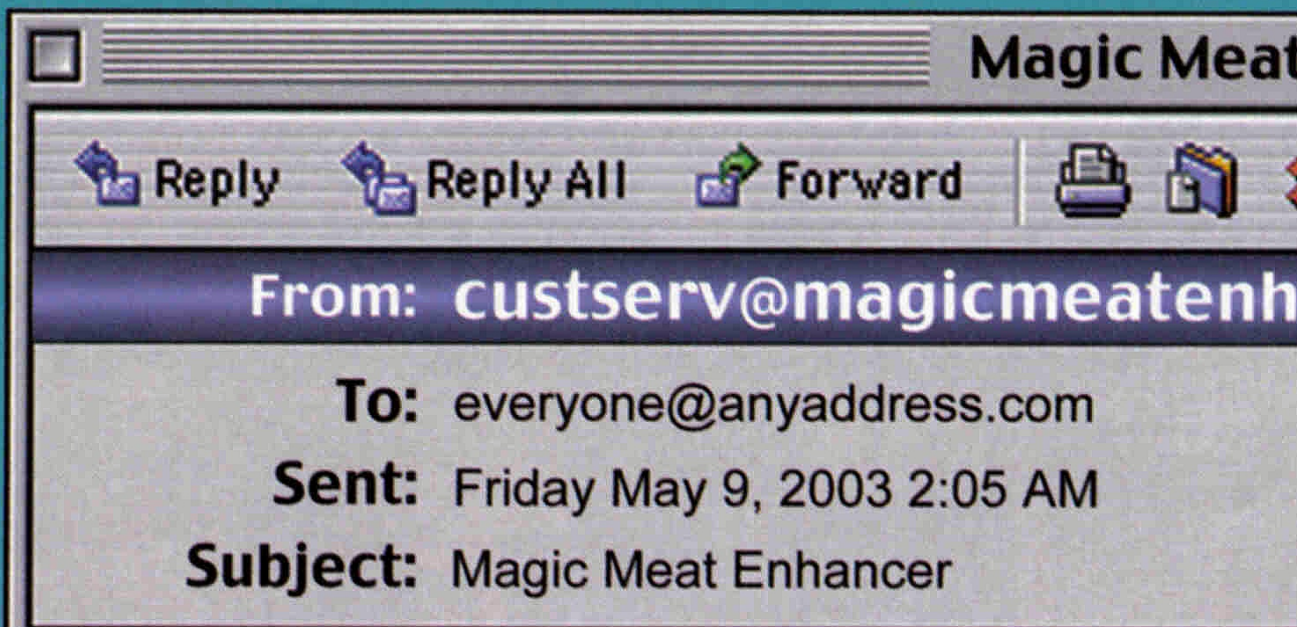 Magic Meat
Reply Reply All Forward
From: custserv@magicmeatenh
To: everyone@anyaddress.com
Sent: Friday May 9, 2003 2:05 AM
Subject: Magic Meat Enhancer